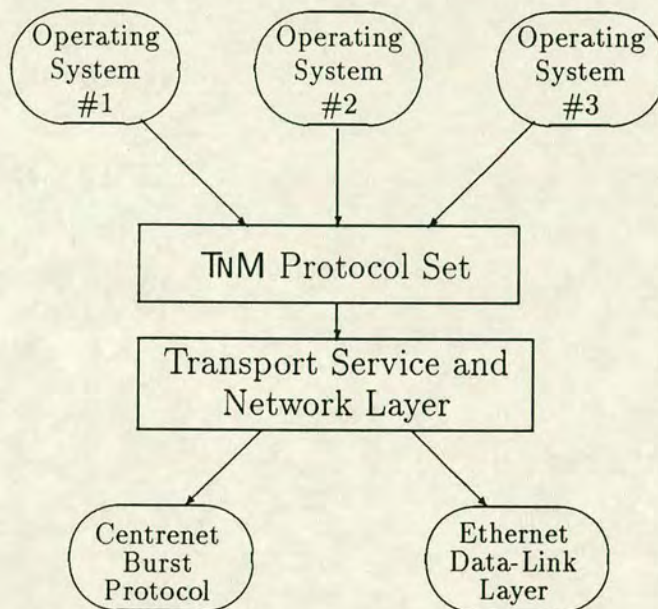 Operating
System
#1
Operating
System
#2
Operating
System
#3
TNM Protocol Set
Transport Service and
Network Layer
Centrenet
Burst
Protocol
Ethernet
Data-Link
Layer